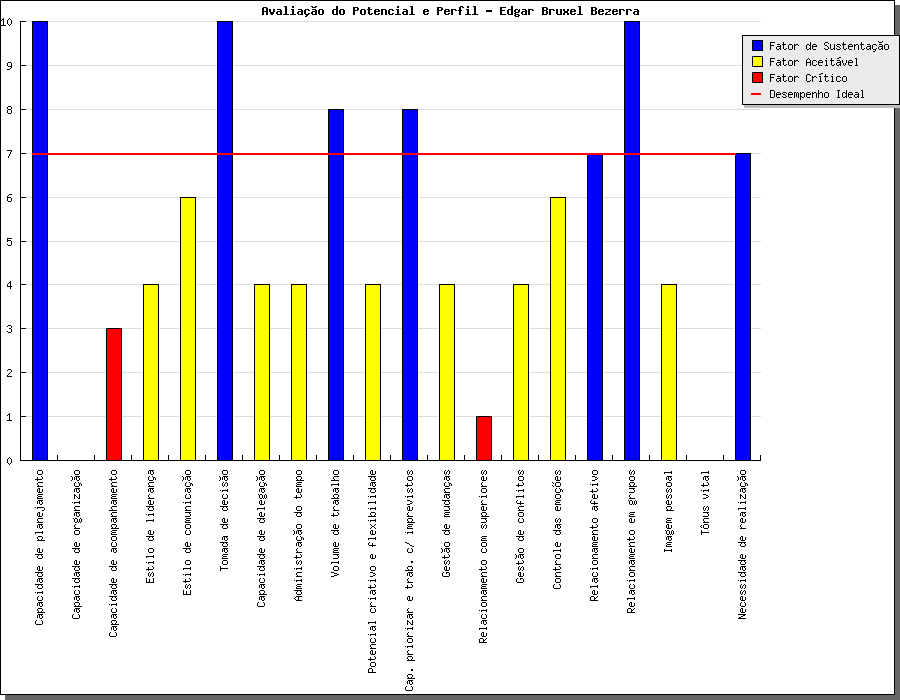 Avaliação do Potencial e Perfil - Edgar Bruxel Bezerra
Fator de Sustentação
Fator Aceitável
Fator Crítico
Desempenho Ideal
10
9
8
7
6
5
4
3
2
1
0
Capacidade de planejamento
Capacidade de organização
Capacidade de acompanhamento
Estilo de liderança
Estilo de comunicação
Tomada de decisão
Capacidade de delegação
Administração do tempo
Volume de trabalho
Potencial criativo e flexibilidade
Cap. priorizar e trab. c/ imprevistos
Gestão de mudanças
Relacionamento com superiores
Gestão de conflitos
Controle das emoções
Relacionamento afetivo
Relacionamento em grupos
Imagem pessoal
Tônus vital
Necessidade de realização